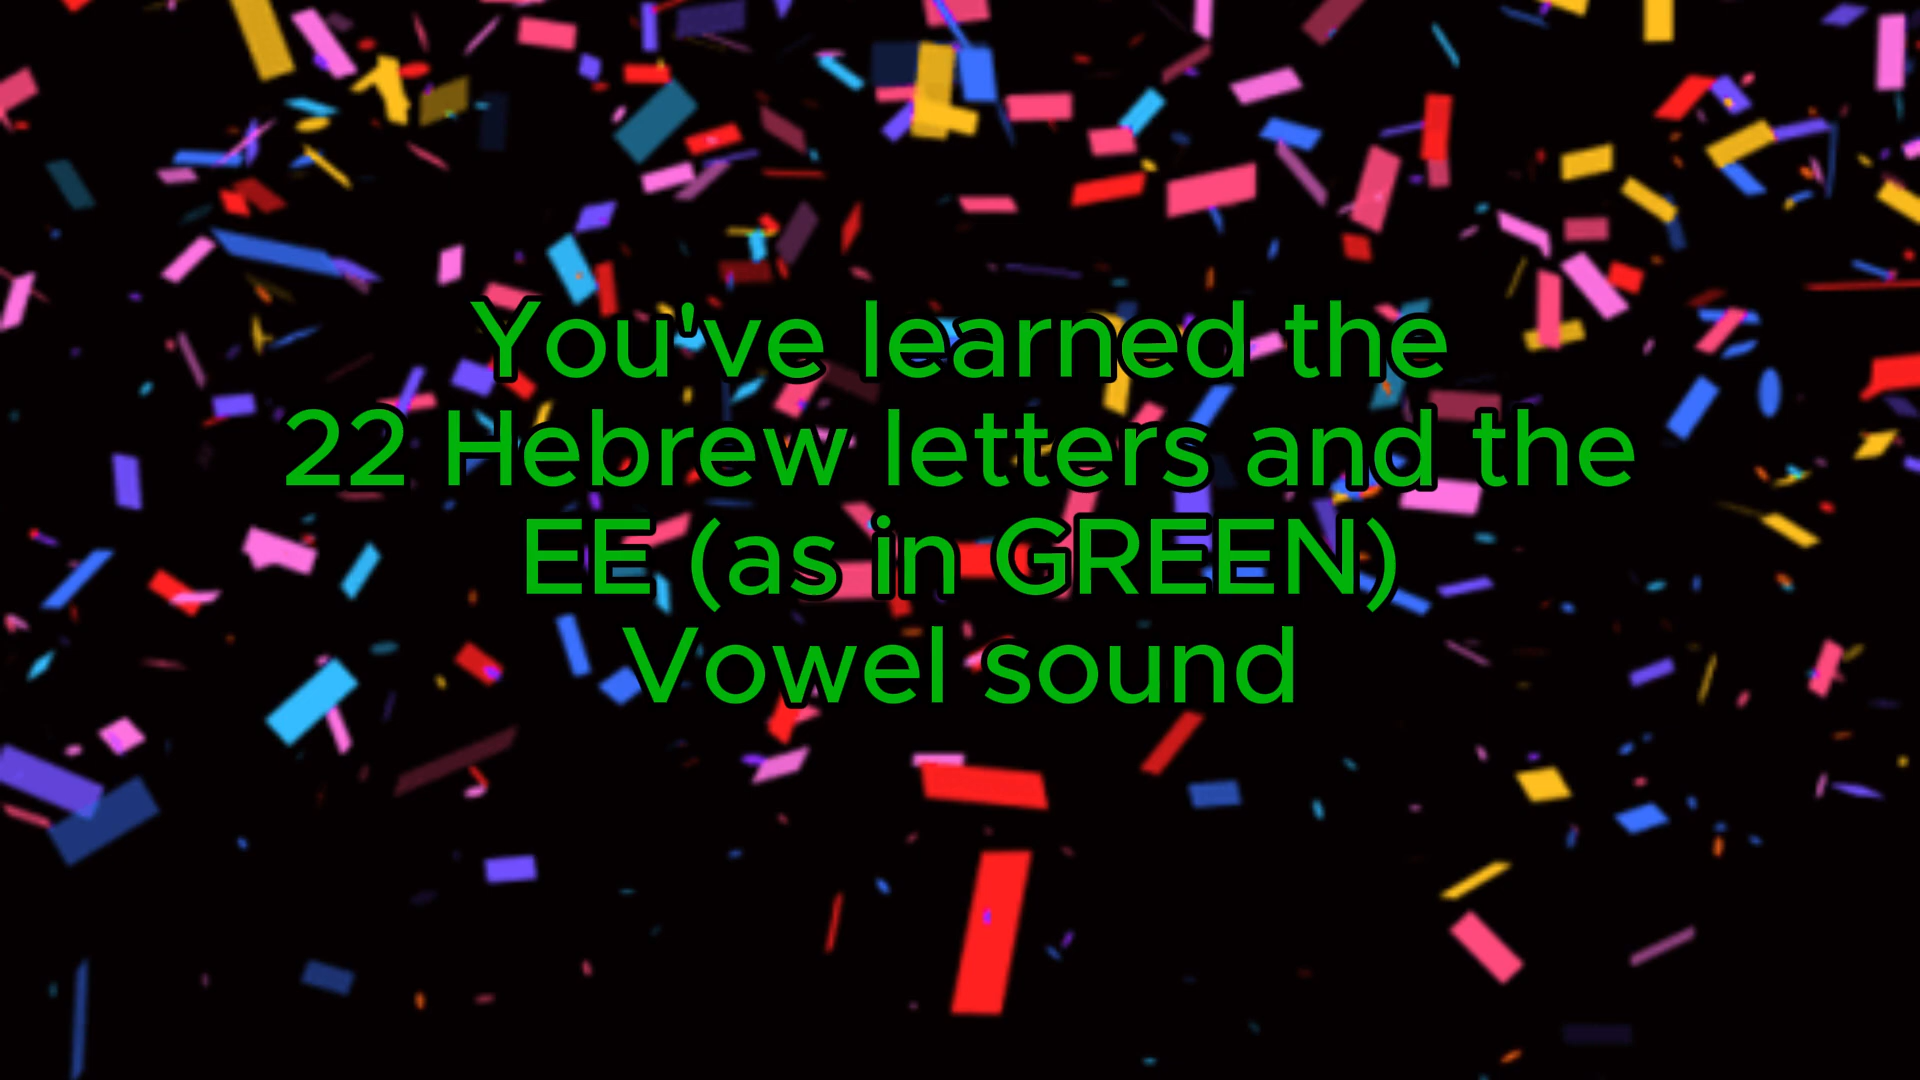 You've learned the
22 Hebrew letters and the
EE (as in GREEN)
Vowel sound